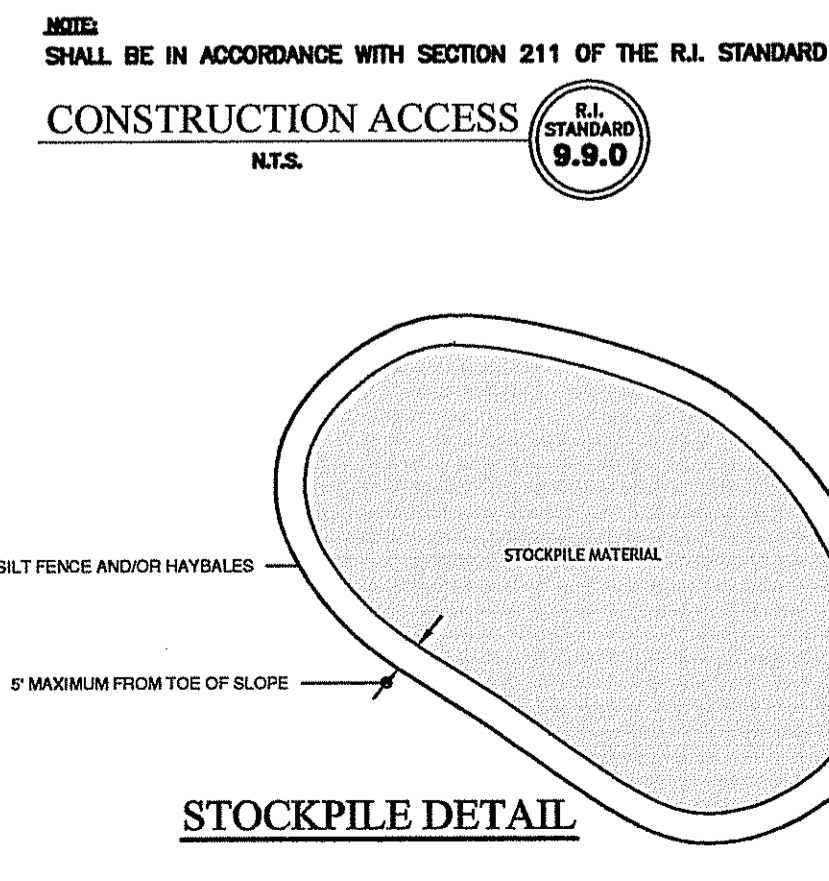 NOTE:
SHALL BE IN ACCORDANCE WITH SECTION 211 OF THE R.I. STANDARD
CONSTRUCTION ACCESS
N.T.S.
R.I.
STANDARD
9.9.0
STOCKPILE MATERIAL
SILT FENCE AND/OR HAYBALES
5' MAXIMUM FROM TOE OF SLOPE
STOCKPILE DETAIL